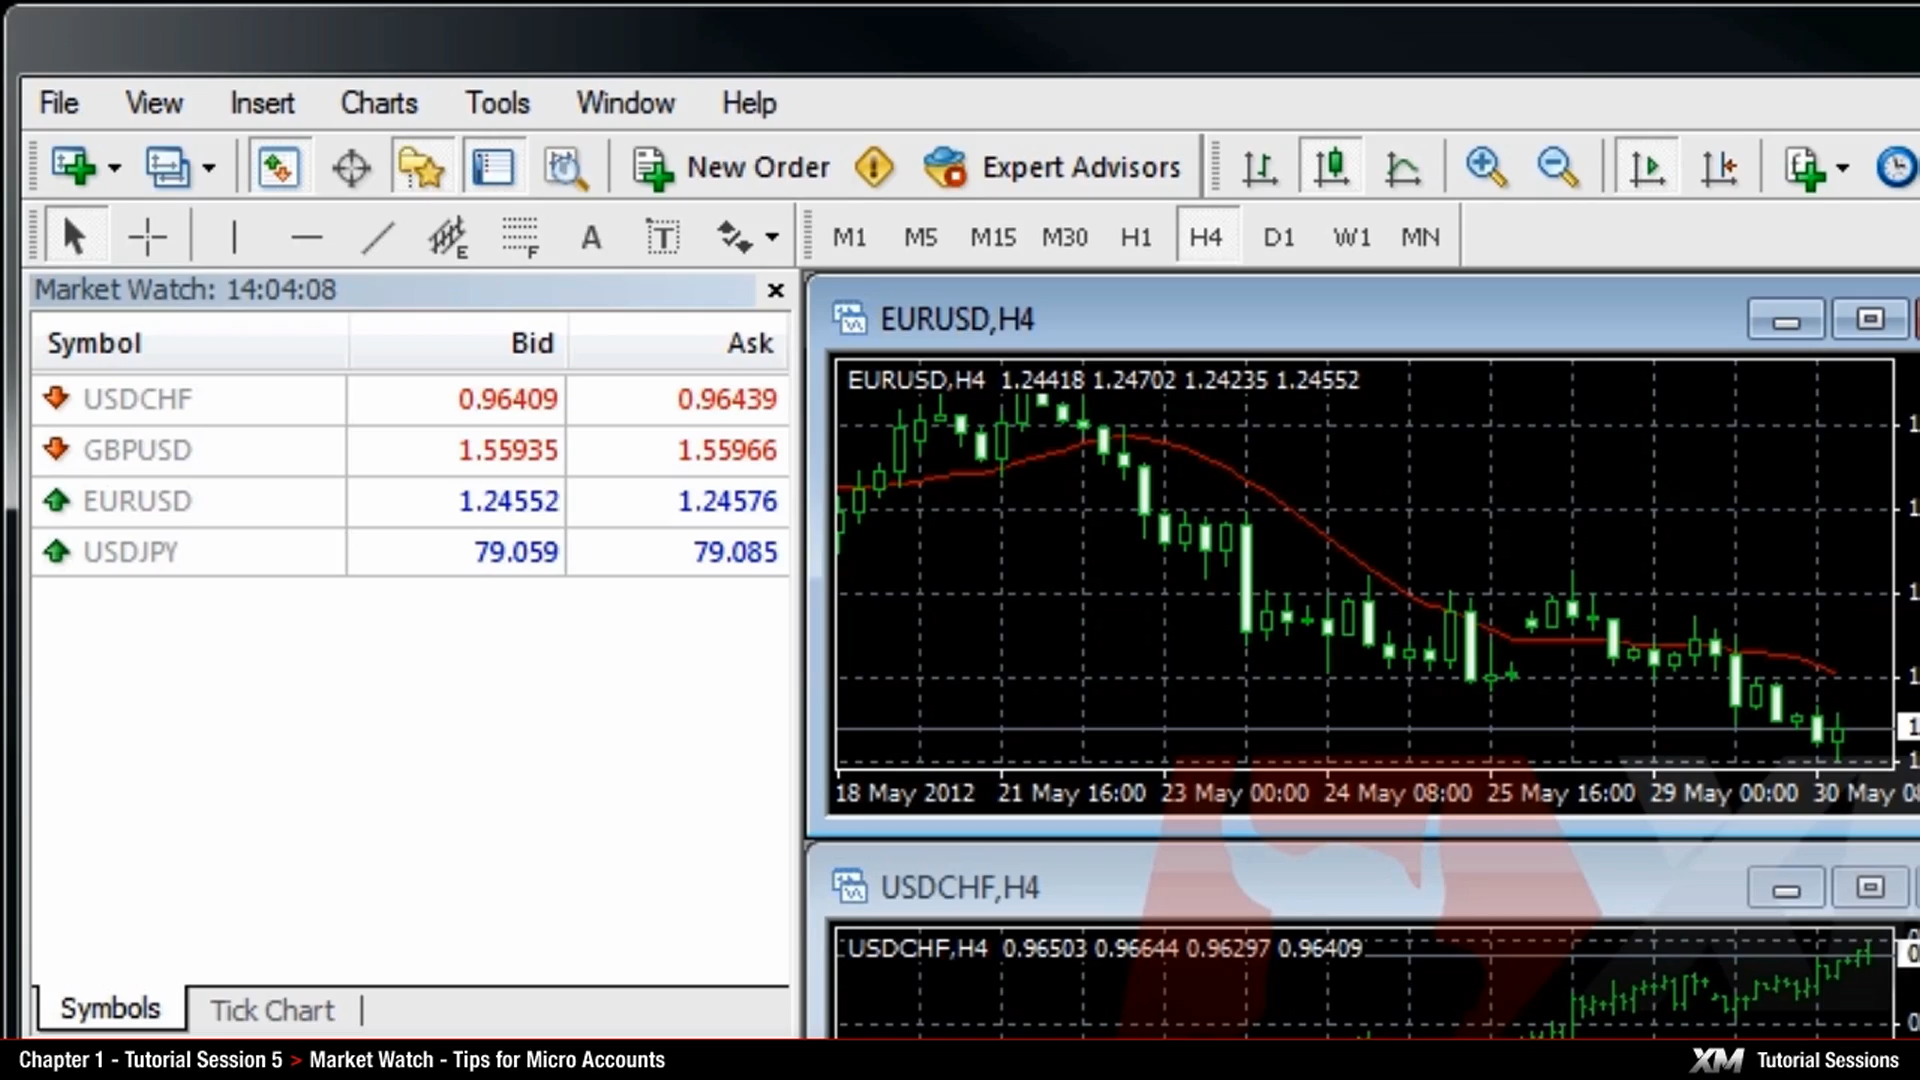 File View Insert Charts Tools Window Help
New Order Expert Advisors
E F A T M1 M5 M15 M30 H1 H4 D1 W1 MN
Market Watch: 14:04:08
Symbol Bid Ask
USDCHF 0.96409 0.96439
GBPUSD 1.55935 1.55966
EURUSD 1.24552 1.24576
USDJPY 79.059 79.085
Symbols Tick Chart
EURUSD,H4
EURUSD,H4 1.24418 1.24702 1.24235 1.24552
18 May 2012 21 May 16:00 23 May 00:00 24 May 08:00 25 May 16:00 29 May 00:00 30 May
USDCHF,H4
USDCHF,H4 0.96503 0.96644 0.96297 0.96409
Chapter 1 - Tutorial Session 5 > Market Watch - Tips for Micro Accounts
XM Tutorial Sessions